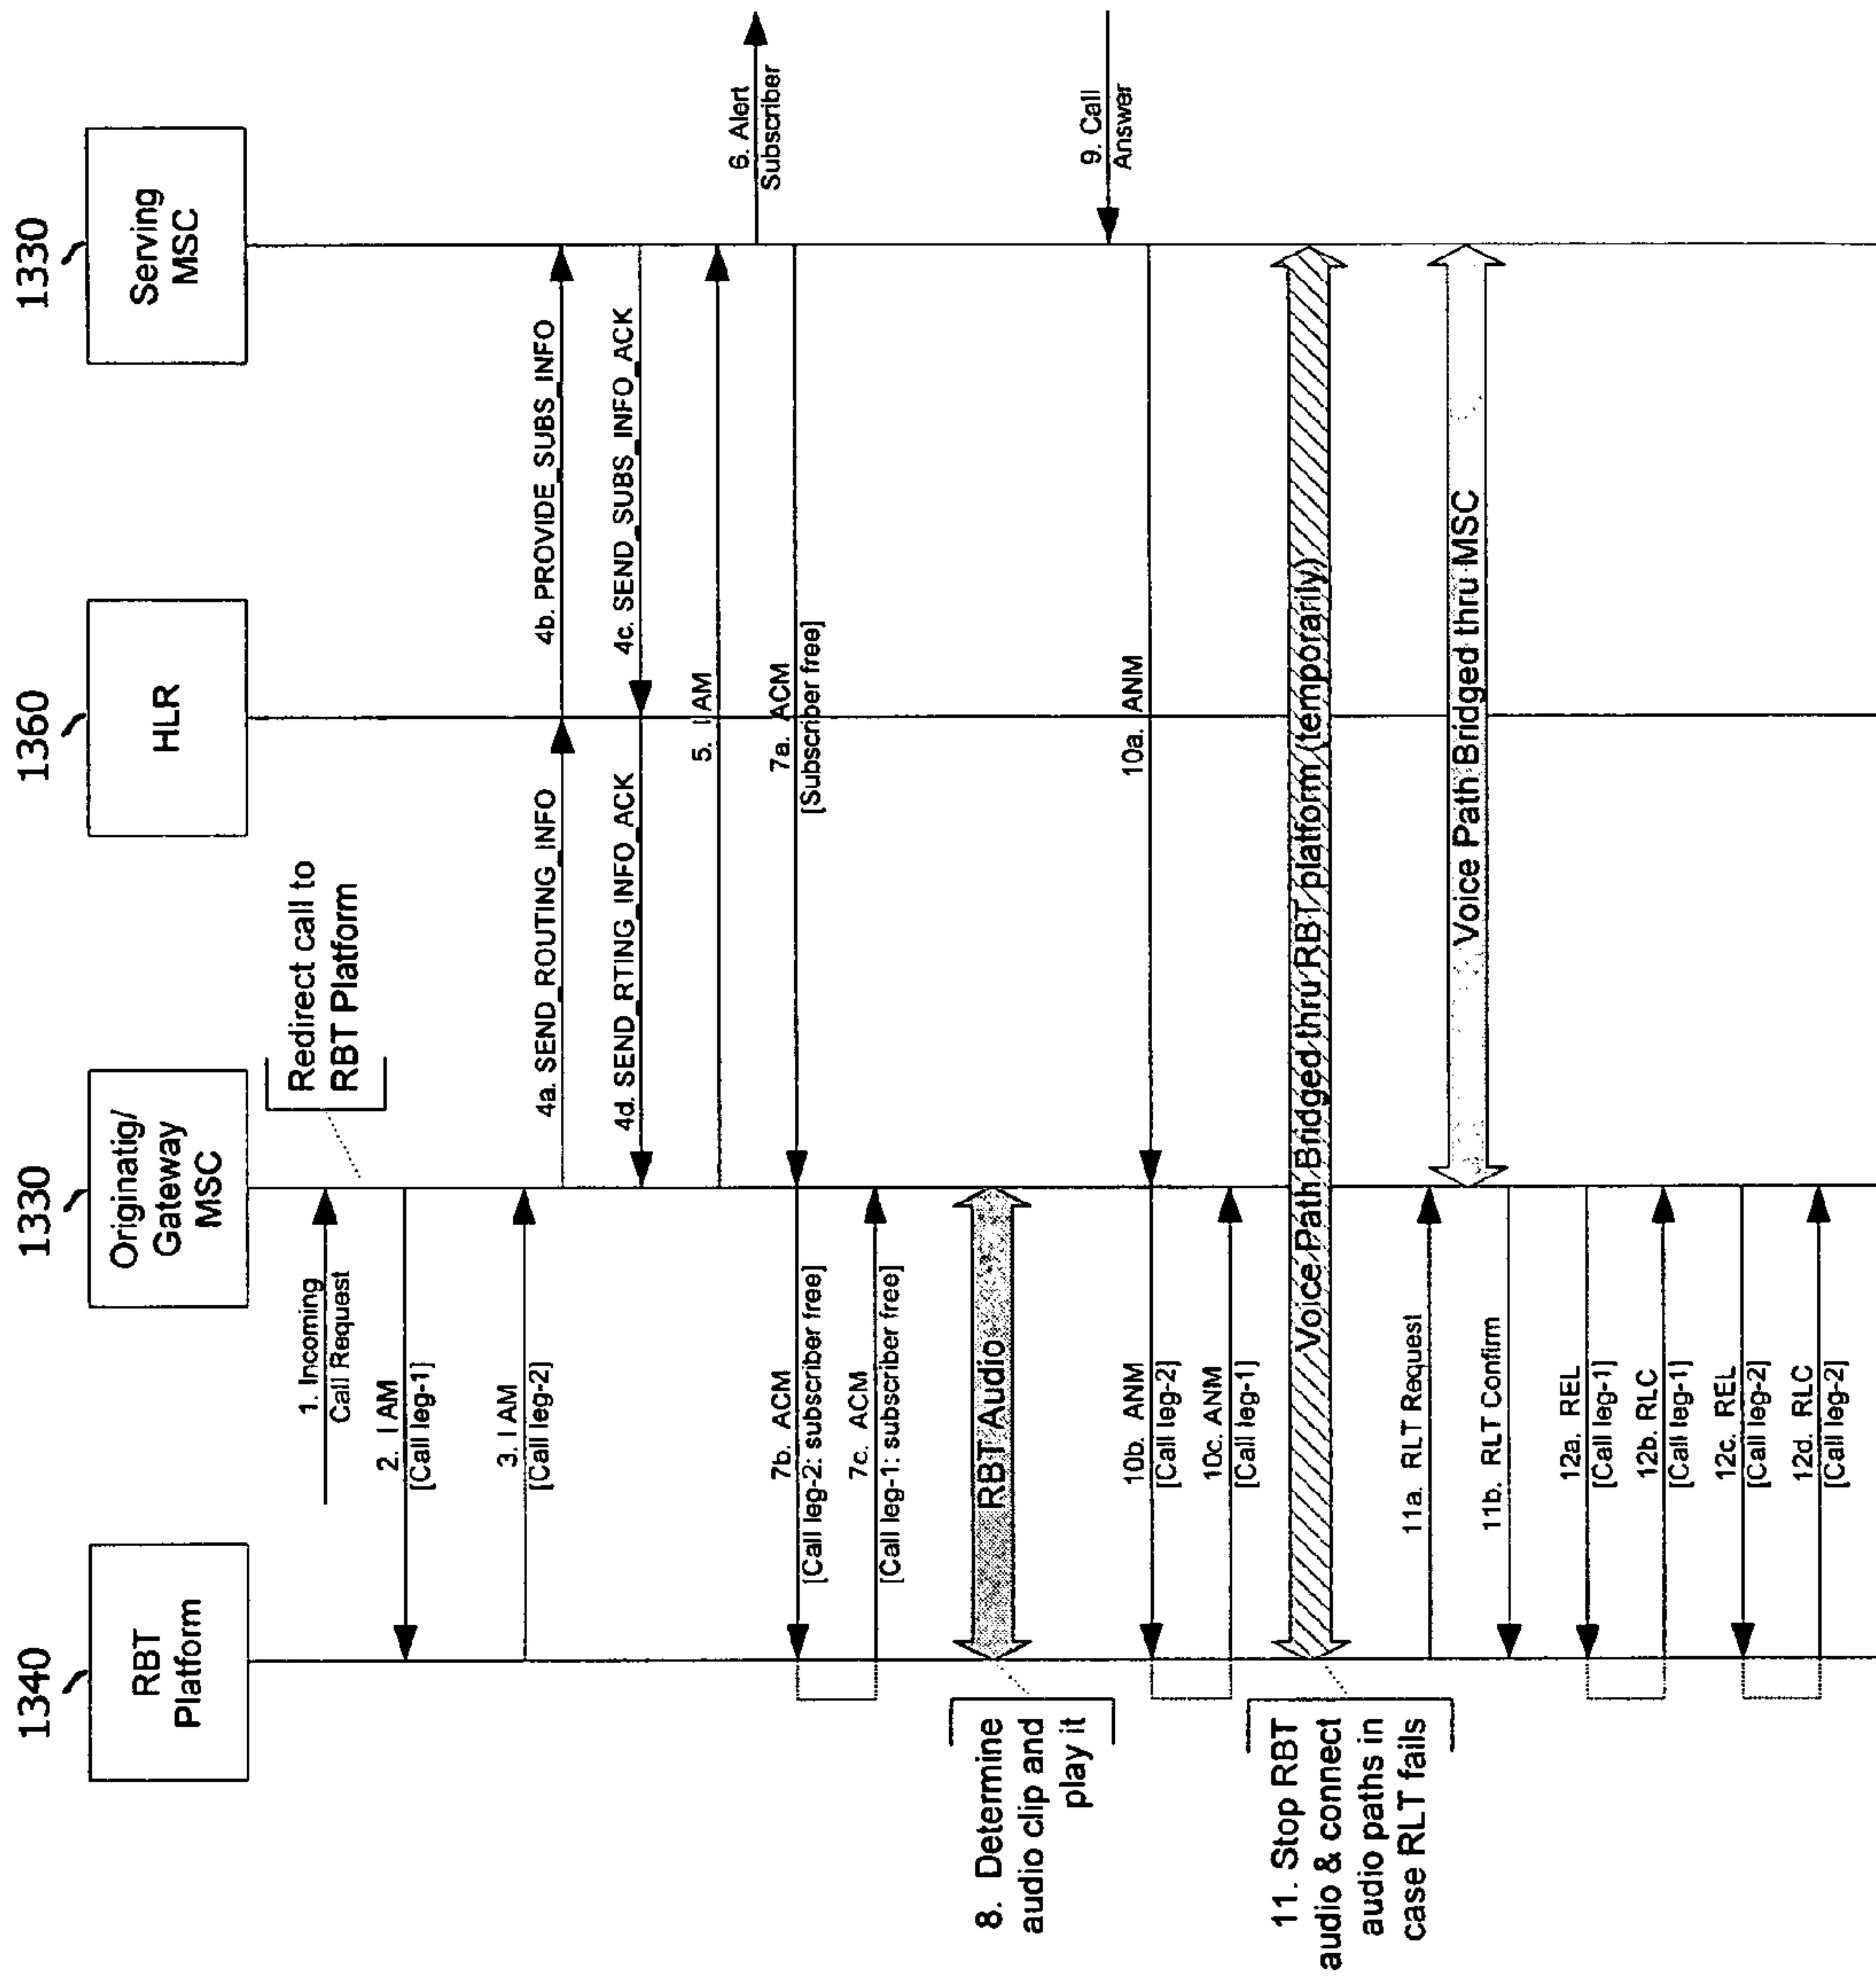 1340
RBT
Platform
1330
Originatig/
Gateway
MSC
1360
HLR
1330
Serving
MSC
1. Incoming
Call Request
Redirect call to
RBT Platform
2. I AM
[Call leg-1]
3. I AM
[Call leg-2]
4a. SEND_ROUTING_INFO
4b. PROVIDE_SUBS_INFO
4c. SEND_SUBS_INFO_ACK
4d. SEND_RTING_INFO_ACK
5. I AM
6. Alert
Subscriber
7a. ACM
[Subscriber free]
7b. ACM
[Call leg-2: subscriber free]
7c. ACM
[Call leg-1: subscriber free]
RBT Audio
8. Determine
audio clip and
play it
9. Call
Answer
10a. ANM
10b. ANM
[Call leg-2]
10c. ANM
[Call leg-1]
Voice Path Bridged thru RBT platform (temporarily)
11. Stop RBT
audio & connect
audio paths in
case RLT fails
11a. RLT Request
Voice Path Bridged thru MSC
11b. RLT Confirm
12a. REL
[Call leg-1]
12b. RLC
[Call leg-1]
12c. REL
[Call leg-2]
12d. RLC
[Call leg-2]